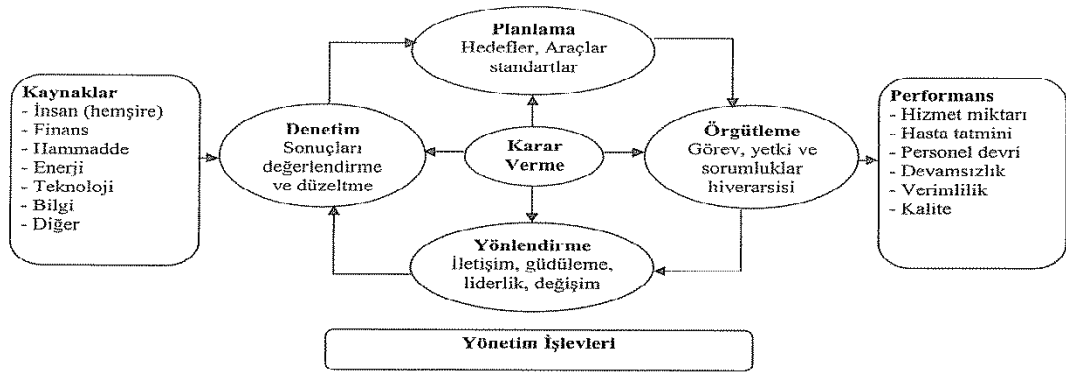 Planlama
Hedefler, Araçlar
standartlar
Kaynaklar
- İnsan (hemşire)
- Finans
- Hammadde
- Enerji
- Teknoloji
- Bilgi
- Diğer
Denetim
Sonuçları
değerlendirme
ve düzeltme
Karar
Verme
Örgütleme
Görev, yetki ve
sorumluklar
hiverarsisi
Performans
- Hizmet miktarı
- Hasta tatmini
- Personel devri
- Devamsızlık
- Verimlilik
- Kalite
Yönlendirme
İletişim, güdüleme,
liderlik, değişim
Yönetim İşlevleri